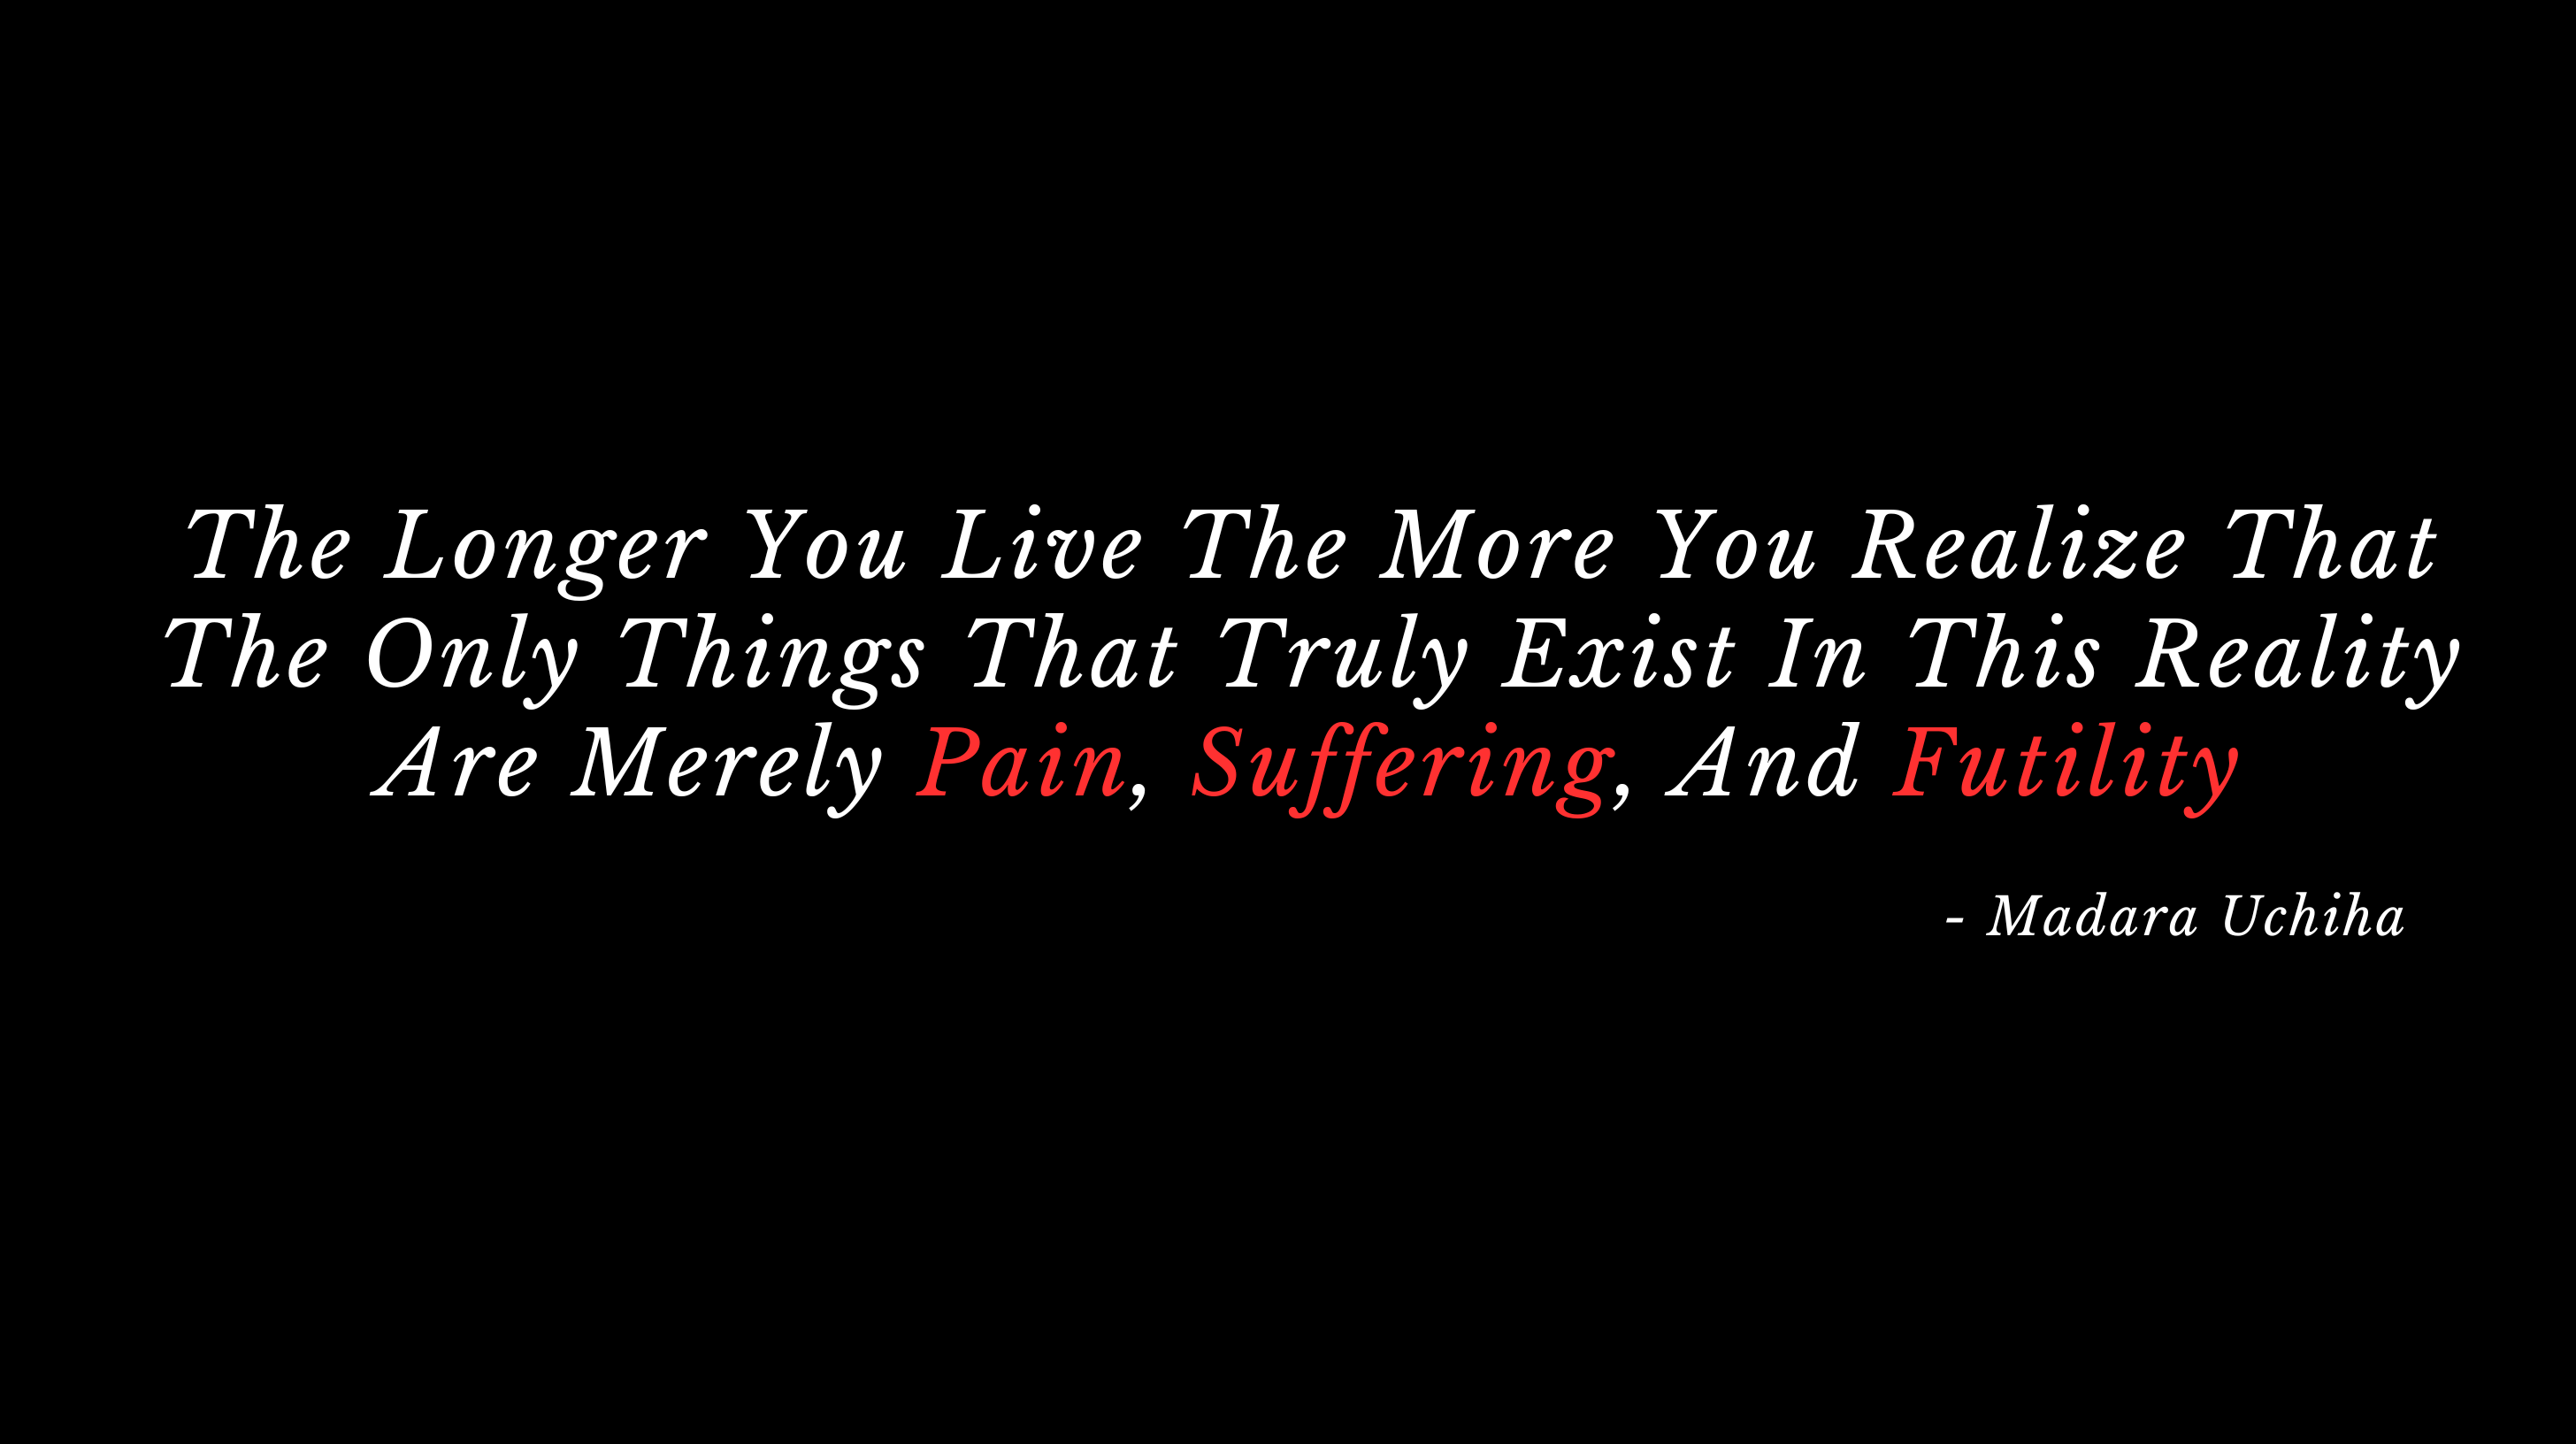 The Longer You Live The More You Realize That
The Only Things That Truly Exist In This Reality
Are Merely Pain, Suffering, And Futility
- Madara Uchiha